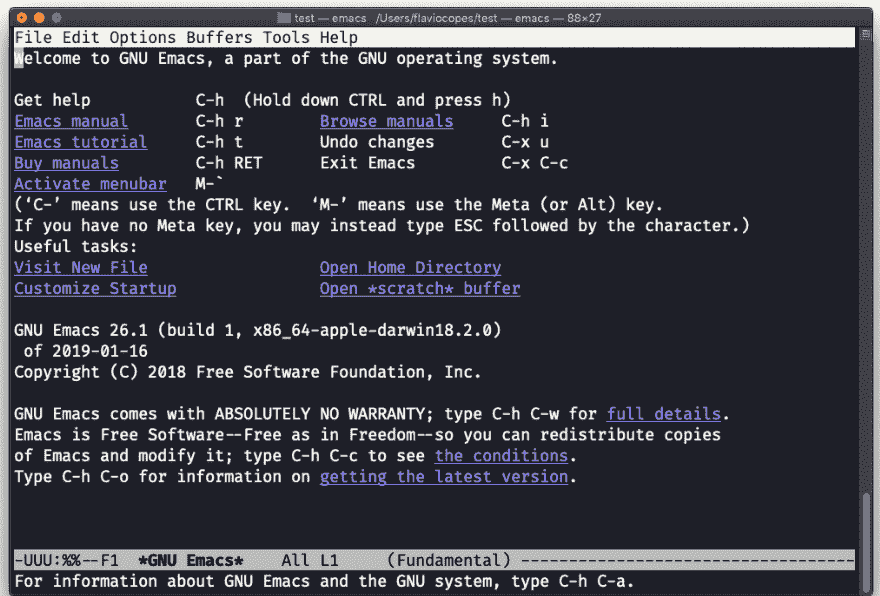 test — emacs /Users/flaviocopes/test — emacs — 88×27
File Edit Options Buffers Tools Help
Welcome to GNU Emacs, a part of the GNU operating system.
Get help C-h (Hold down CTRL and press h)
Emacs manual C-h r Browse manuals C-h i
Emacs tutorial C-h t Undo changes C-x u
Buy manuals C-h RET Exit Emacs C-x C-c
Activate menubar M-`
(‘C-’ means use the CTRL key. ‘M-’ means use the Meta (or Alt) key.
If you have no Meta key, you may instead type ESC followed by the character.)
Useful tasks:
Visit New File Open Home Directory
Customize Startup Open *scratch* buffer
GNU Emacs 26.1 (build 1, x86_64-apple-darwin18.2.0)
of 2019-01-16
Copyright (C) 2018 Free Software Foundation, Inc.
GNU Emacs comes with ABSOLUTELY NO WARRANTY; type C-h C-w for full details.
Emacs is Free Software--Free as in Freedom--so you can redistribute copies
of Emacs and modify it; type C-h C-c to see the conditions.
Type C-h C-o for information on getting the latest version.
-UUU:%%--F1 *GNU Emacs* All L1 (Fundamental) -----------------------------------
For information about GNU Emacs and the GNU system, type C-h C-a.